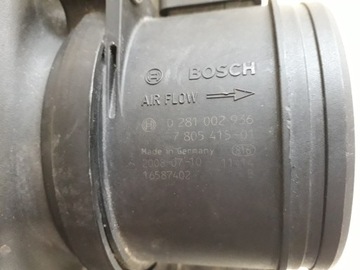 BOSCH
AIR FLOW
0 281 002 956
7 805 415-01
Made in Germany
16587402